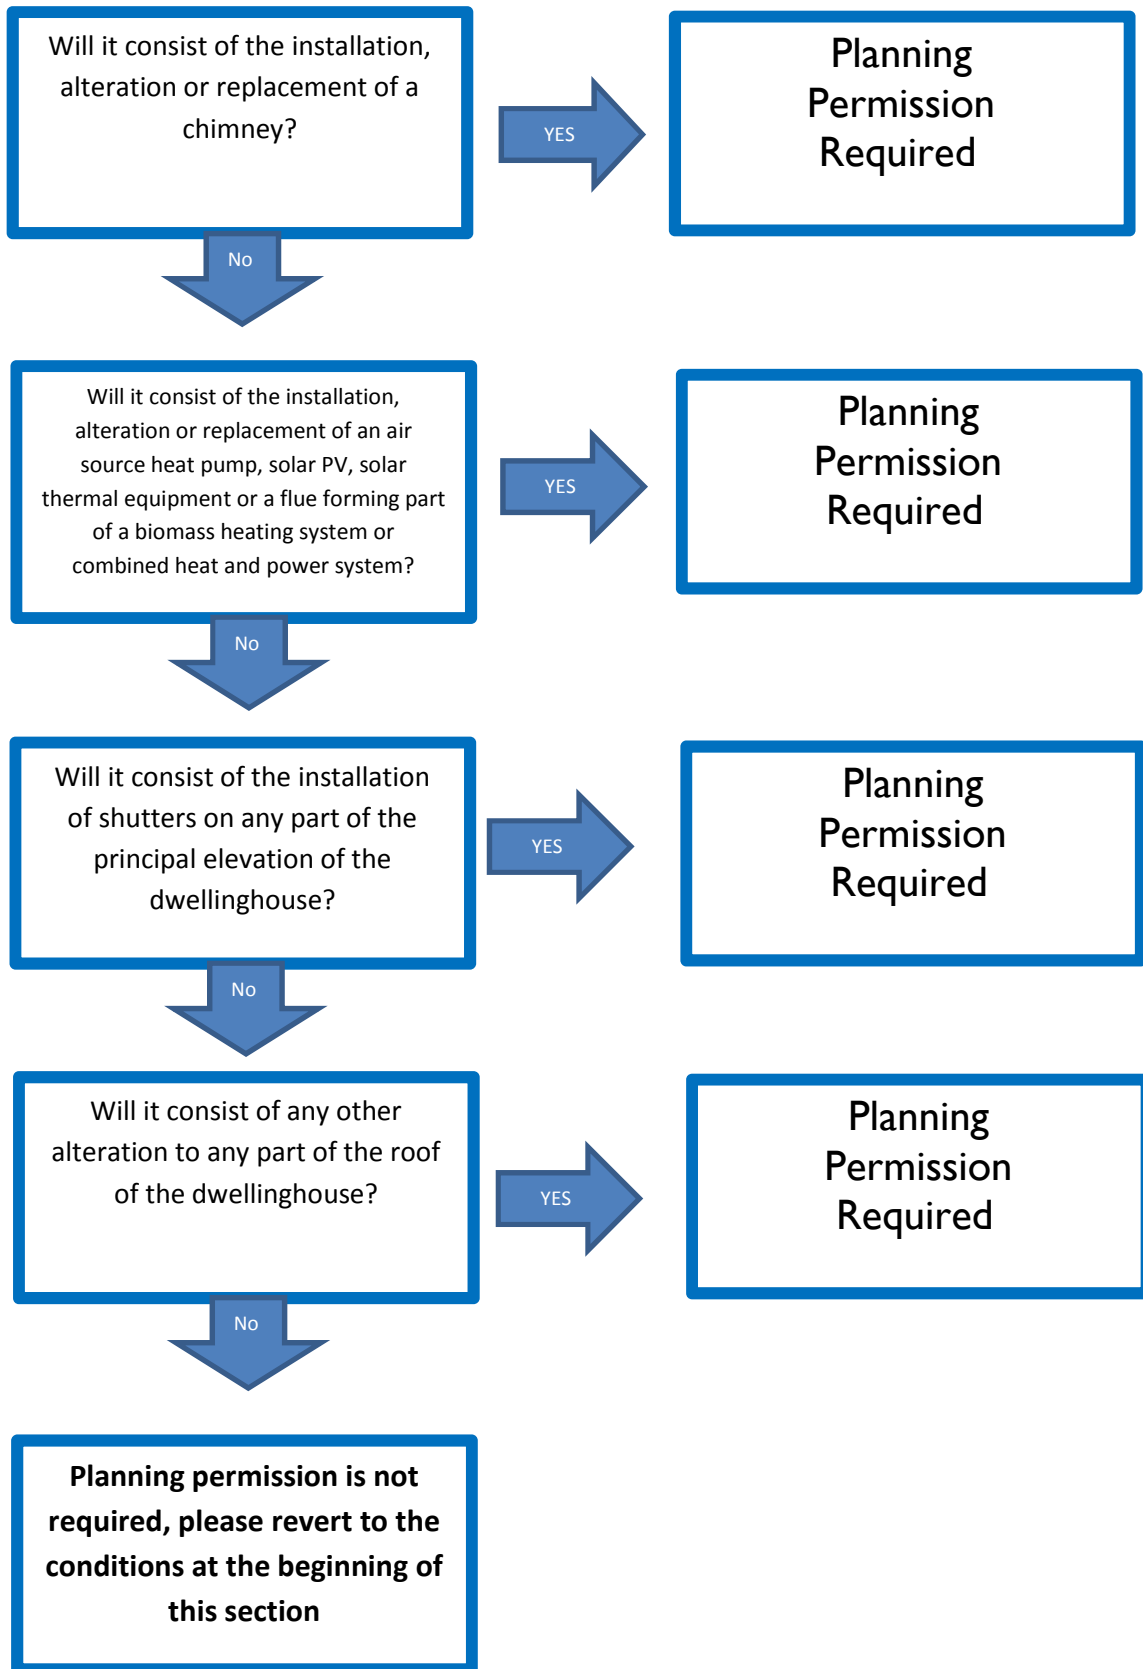 Will it consist of the installation,
alteration or replacement of a
chimney?
YES
Planning
Permission
Required
No
Will it consist of the installation,
alteration or replacement of an air
source heat pump, solar PV, solar
thermal equipment or a flue forming part
of a biomass heating system or
combined heat and power system?
YES
Planning
Permission
Required
No
Will it consist of the installation
of shutters on any part of the
principal elevation of the
dwellinghouse?
YES
Planning
Permission
Required
No
Will it consist of any other
alteration to any part of the roof
of the dwellinghouse?
YES
Planning
Permission
Required
No
Planning permission is not
required, please revert to the
conditions at the beginning of
this section